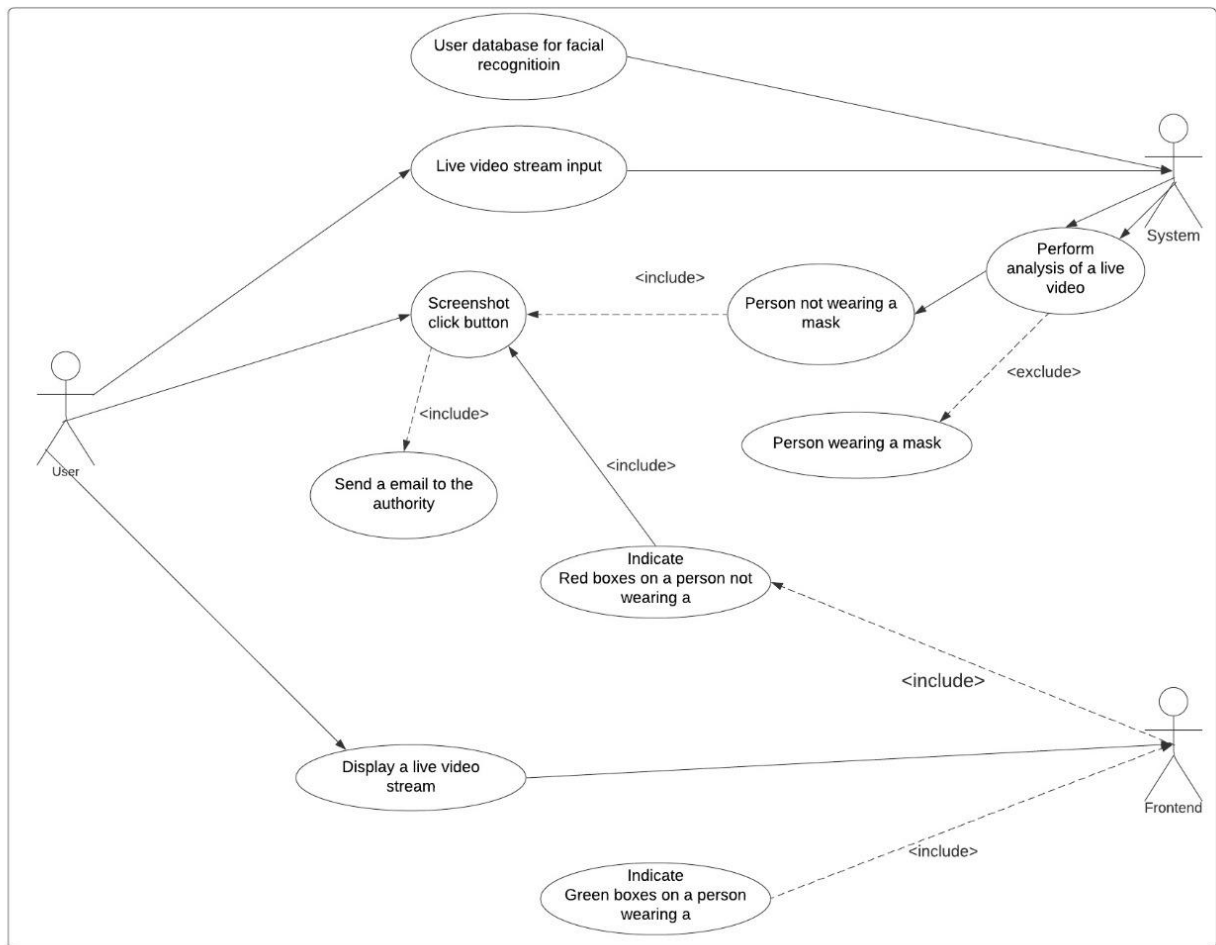 User database for facial
recognitioin
Live video stream input
System
Perform
analysis of a live
video
<include>
Person not wearing a
mask
Screenshot
click button
<exclude>
<include>
Person wearing a mask
User
Send a email to the
authority
<include>
Indicate
Red boxes on a person not
wearing a
<include>
Display a live video
stream
Frontend
<include>
Indicate
Green boxes on a person
wearing a